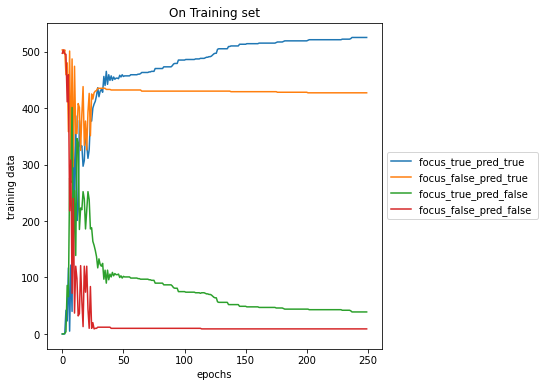 On Training set
500
400
300
200
100
0
training data
0
50
100
150
200
250
epochs
focus_true_pred_true
focus_false_pred_true
focus_true_pred_false
focus_false_pred_false